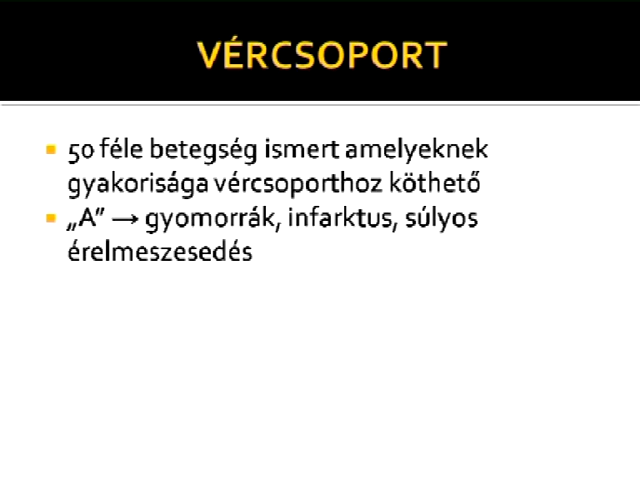 VÉRCSOPORT
50 féle betegség ismert amelyeknek
gyakorisága vércsoporthoz köthető
„A” → gyomorrák, infarktus, súlyos
érelmeszesedés